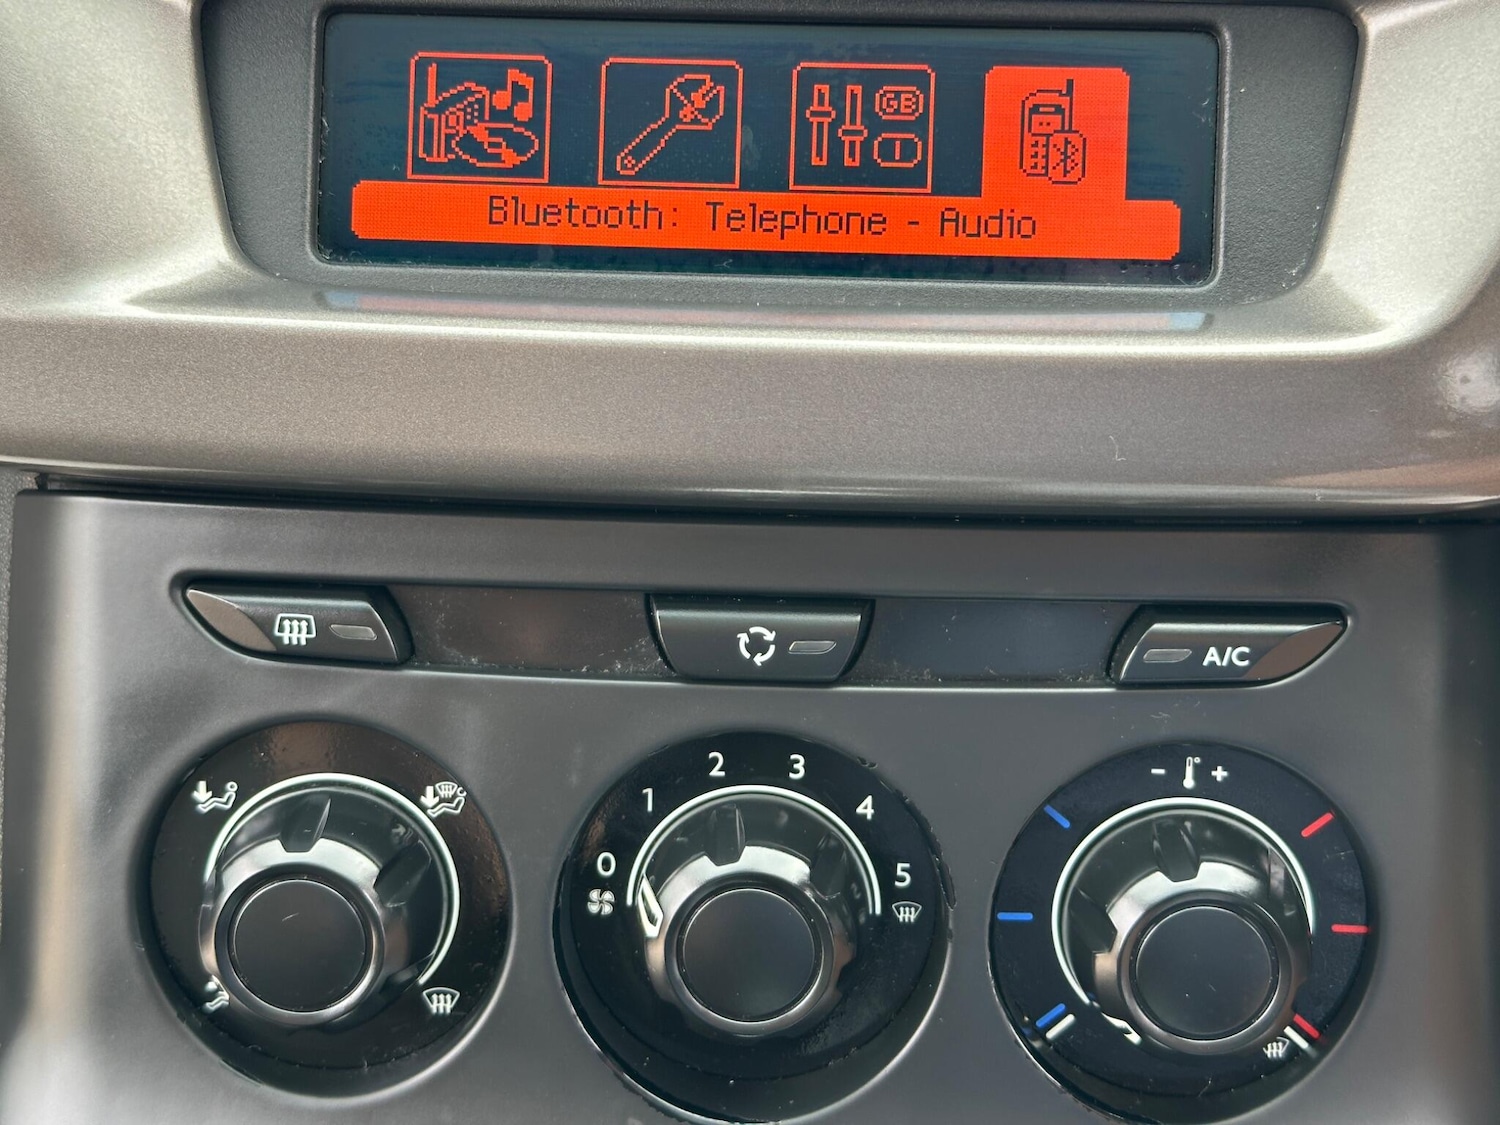 GB
I
Bluetooth: Telephone - Audio
A/C
0 1 2 3 4 5
- +